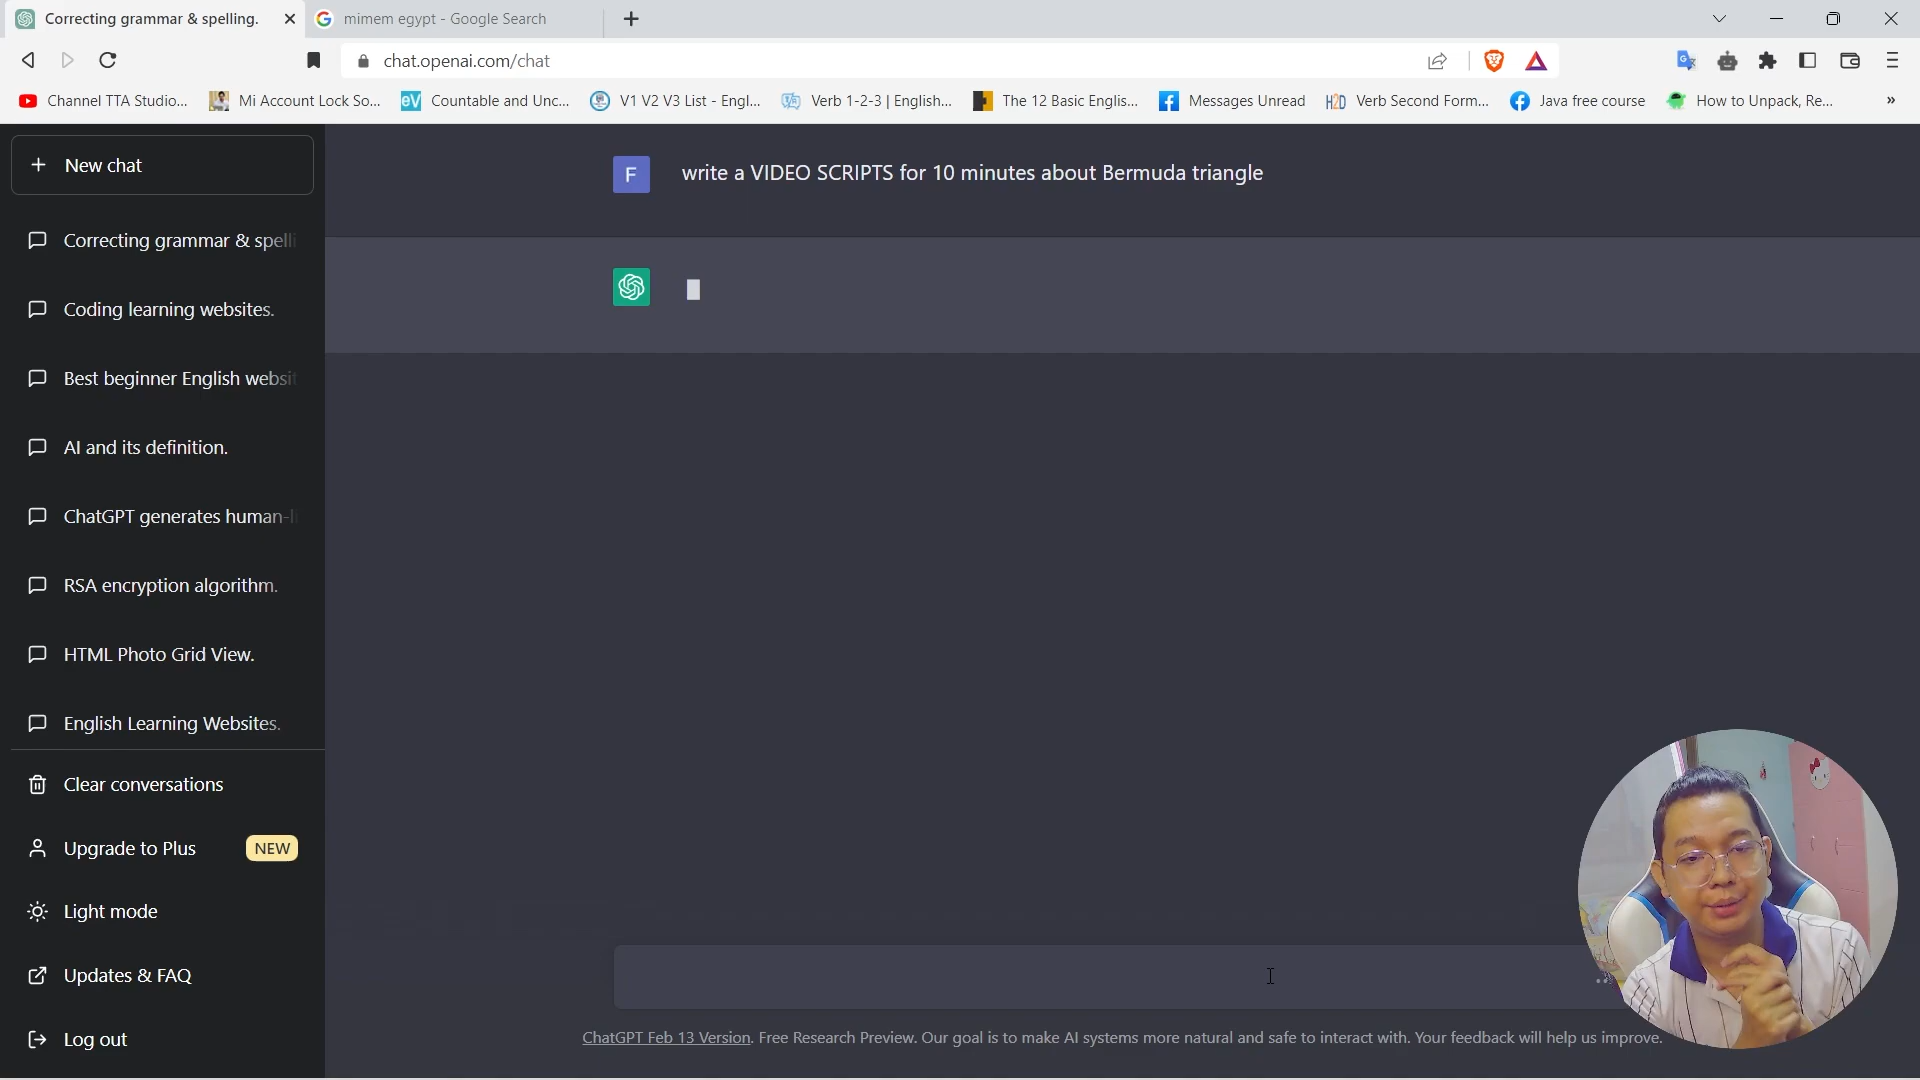 Correcting grammar & spelling.
mimem egypt - Google Search
chat.openai.com/chat
Channel TTA Studio...
Mi Account Lock So...
eV Countable and Unc...
V1 V2 V3 List - Engl...
Verb 1-2-3 | English...
The 12 Basic Englis...
Messages Unread
Verb Second Form...
Java free course
How to Unpack, Re...
»
New chat
Correcting grammar & spelli
Coding learning websites.
Best beginner English websit
AI and its definition.
ChatGPT generates human-li
RSA encryption algorithm.
HTML Photo Grid View.
English Learning Websites.
Clear conversations
Upgrade to Plus NEW
Light mode
Updates & FAQ
Log out
F write a VIDEO SCRIPTS for 10 minutes about Bermuda triangle
ChatGPT Feb 13 Version. Free Research Preview. Our goal is to make AI systems more natural and safe to interact with. Your feedback will help us improve.